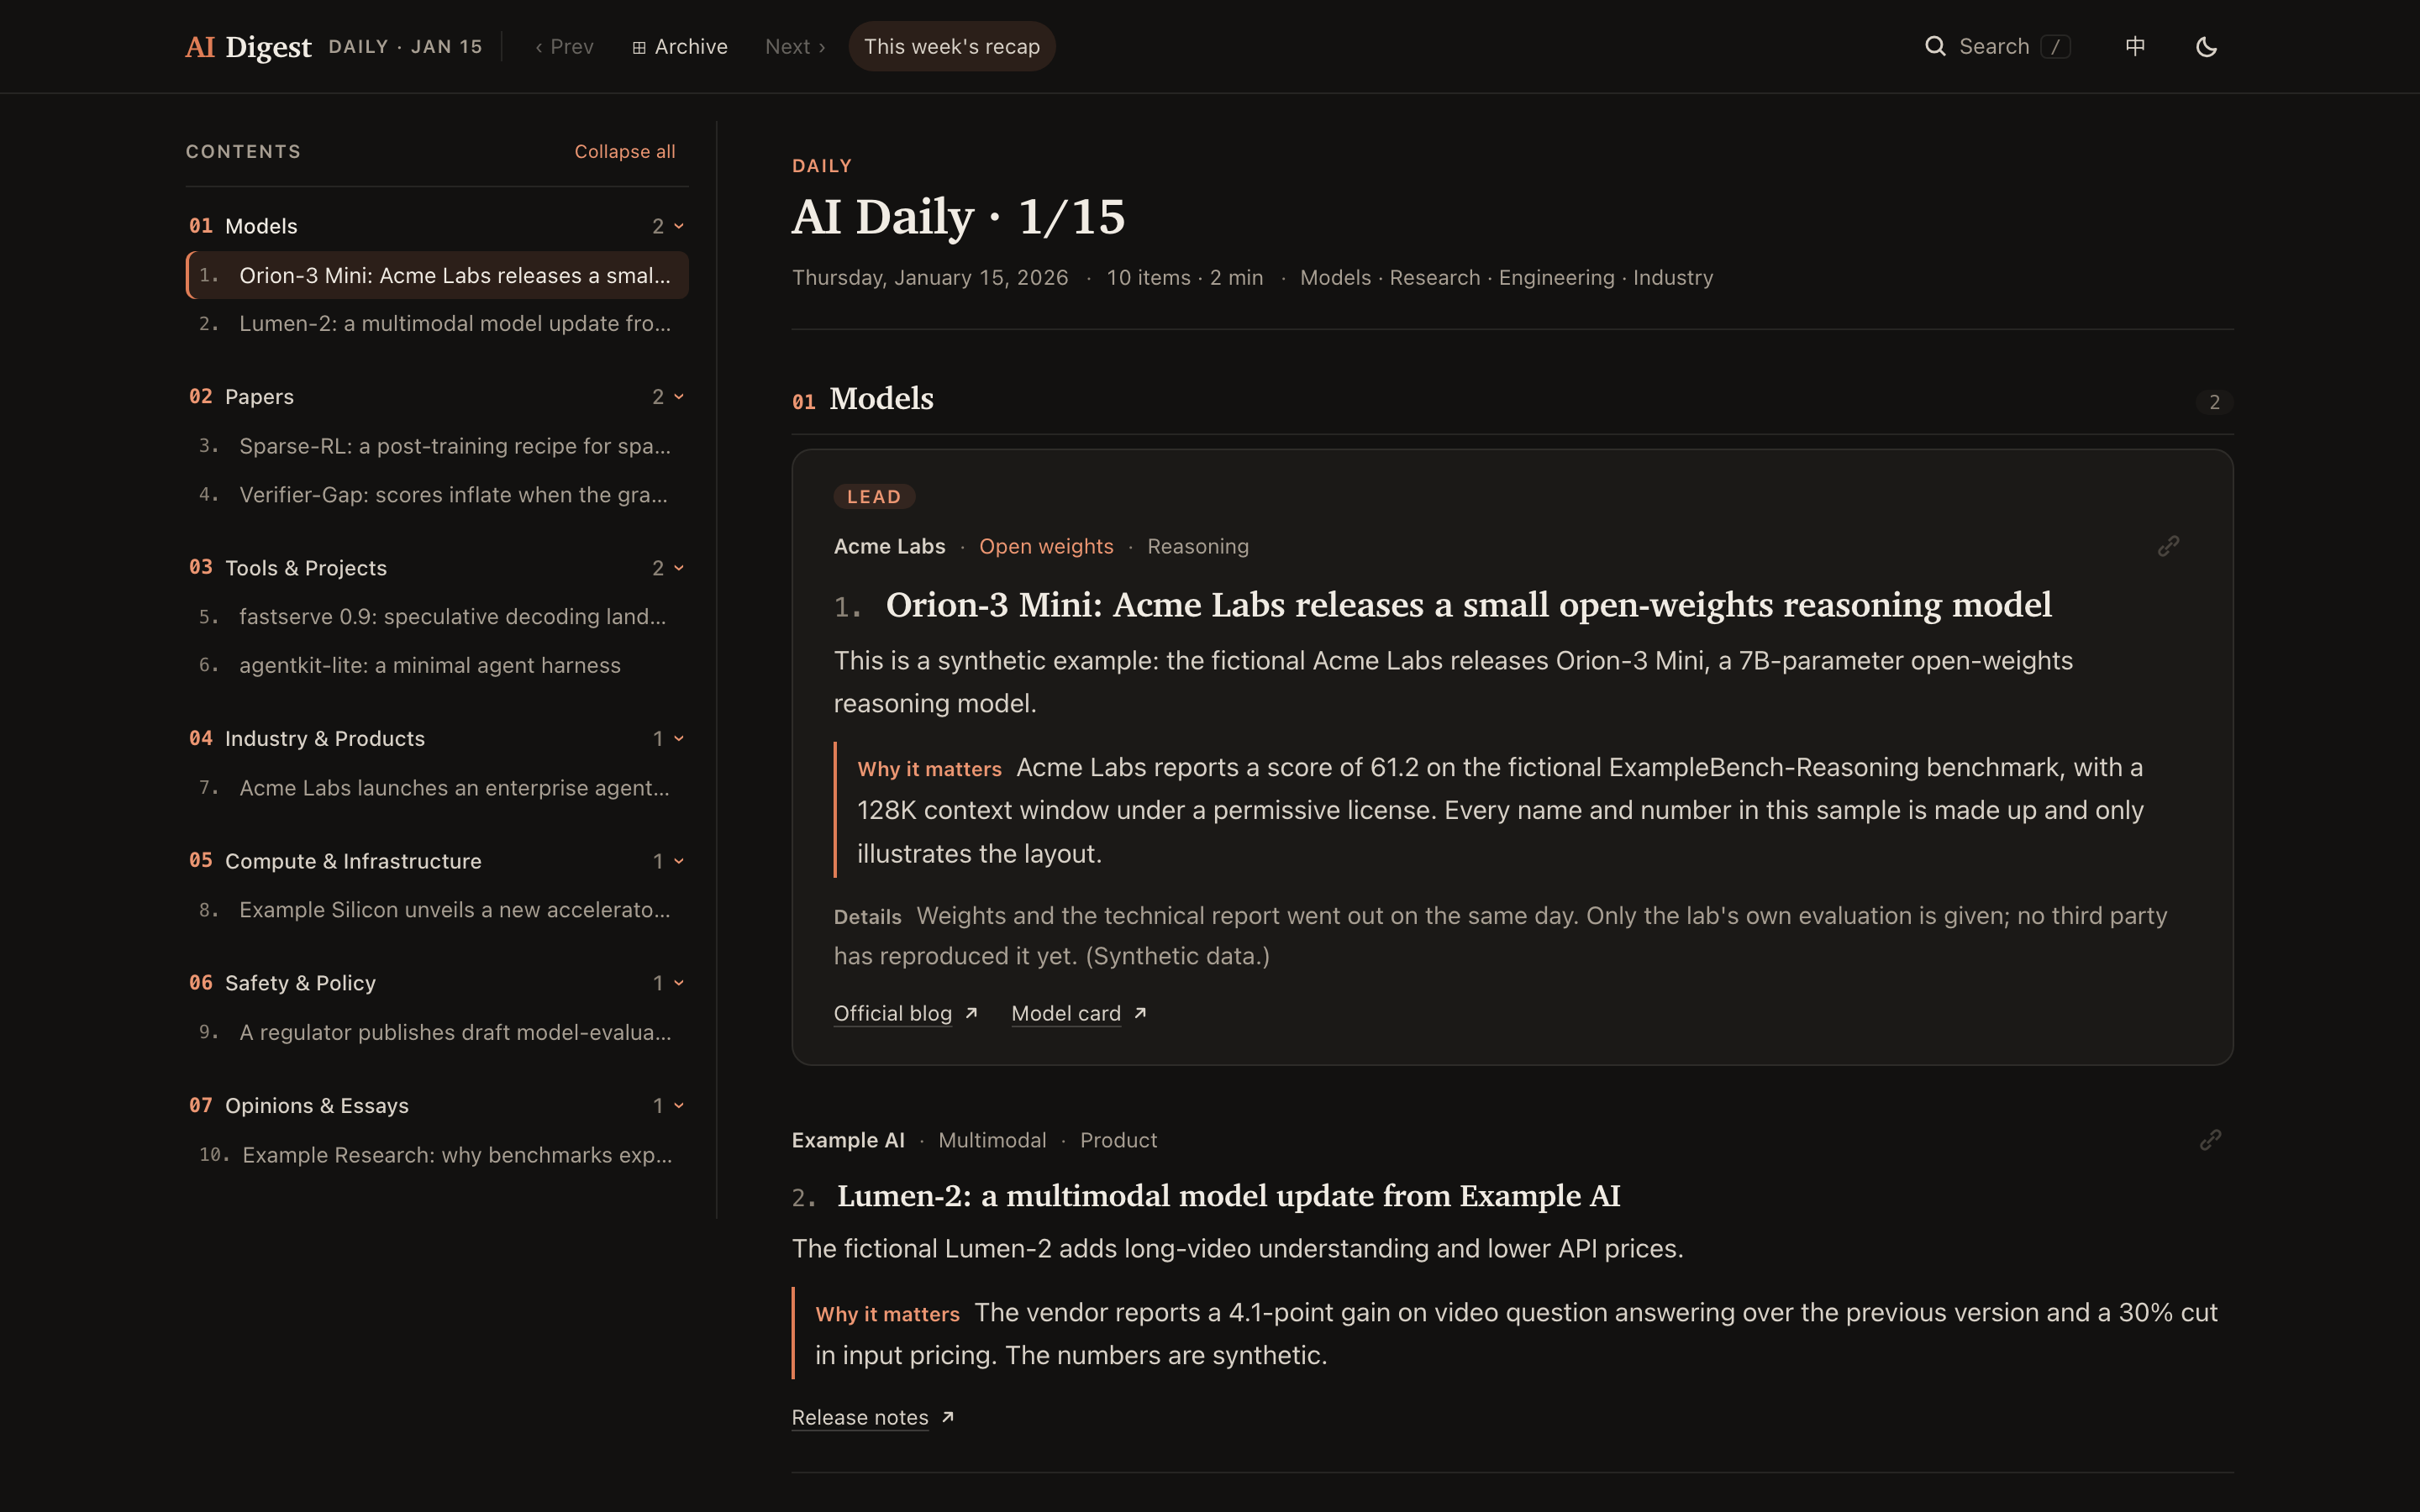 AI Digest DAILY · JAN 15 ‹ Prev Archive Next › This week's recap Search / 中
CONTENTS Collapse all
01 Models 2
1. Orion-3 Mini: Acme Labs releases a smal...
2. Lumen-2: a multimodal model update fro...
02 Papers 2
3. Sparse-RL: a post-training recipe for spa...
4. Verifier-Gap: scores inflate when the gra...
03 Tools & Projects 2
5. fastserve 0.9: speculative decoding land...
6. agentkit-lite: a minimal agent harness
04 Industry & Products 1
7. Acme Labs launches an enterprise agent...
05 Compute & Infrastructure 1
8. Example Silicon unveils a new accelerato...
06 Safety & Policy 1
9. A regulator publishes draft model-evalua...
07 Opinions & Essays 1
10. Example Research: why benchmarks exp...
DAILY
AI Daily · 1/15
Thursday, January 15, 2026 · 10 items · 2 min · Models · Research · Engineering · Industry
01 Models 2
LEAD
Acme Labs · Open weights · Reasoning
1. Orion-3 Mini: Acme Labs releases a small open-weights reasoning model
This is a synthetic example: the fictional Acme Labs releases Orion-3 Mini, a 7B-parameter open-weights
reasoning model.
Why it matters Acme Labs reports a score of 61.2 on the fictional ExampleBench-Reasoning benchmark, with a
128K context window under a permissive license. Every name and number in this sample is made up and only
illustrates the layout.
Details Weights and the technical report went out on the same day. Only the lab's own evaluation is given; no third party
has reproduced it yet. (Synthetic data.)
Official blog ↗ Model card ↗
Example AI · Multimodal · Product
2. Lumen-2: a multimodal model update from Example AI
The fictional Lumen-2 adds long-video understanding and lower API prices.
Why it matters The vendor reports a 4.1-point gain on video question answering over the previous version and a 30% cut
in input pricing. The numbers are synthetic.
Release notes ↗